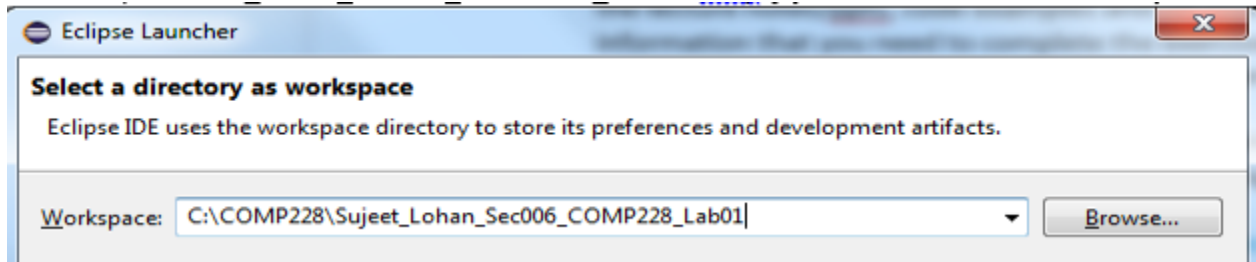 Eclipse Launcher
Select a directory as workspace
Eclipse IDE uses the workspace directory to store its preferences and development artifacts.
Workspace: C:\COMP228\Sujeet_Lohan_Sec006_COMP228_Lab01 Browse...